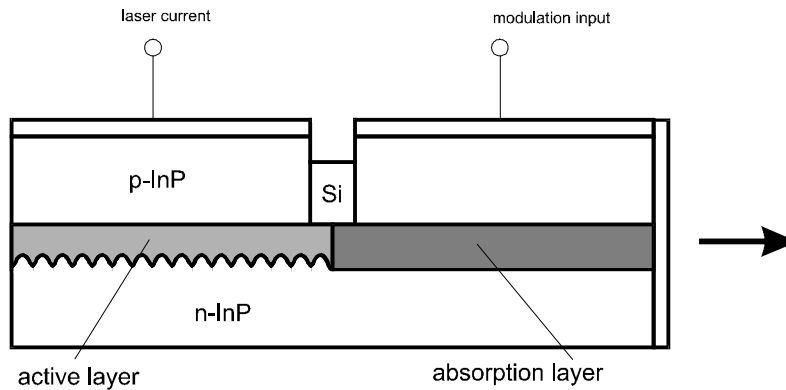 laser current
modulation input
p-InP
Si
n-InP
active layer
absorption layer